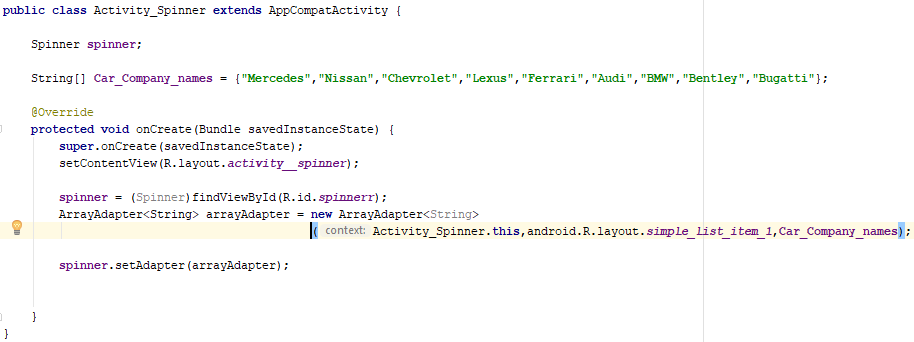 public class Activity_Spinner extends AppCompatActivity {
Spinner spinner;
String[] Car_Company_names = {"Mercedes","Nissan","Chevrolet","Lexus","Ferrari","Audi","BMW","Bentley","Bugatti"};
@Override
protected void onCreate(Bundle savedInstanceState) {
super.onCreate(savedInstanceState);
setContentView(R.layout.activity__spinner);
spinner = (Spinner)findViewById(R.id.spinnerr);
ArrayAdapter<String> arrayAdapter = new ArrayAdapter<String>
( context: Activity_Spinner.this,android.R.layout.simple_list_item_1,Car_Company_names);
spinner.setAdapter(arrayAdapter);
}
}